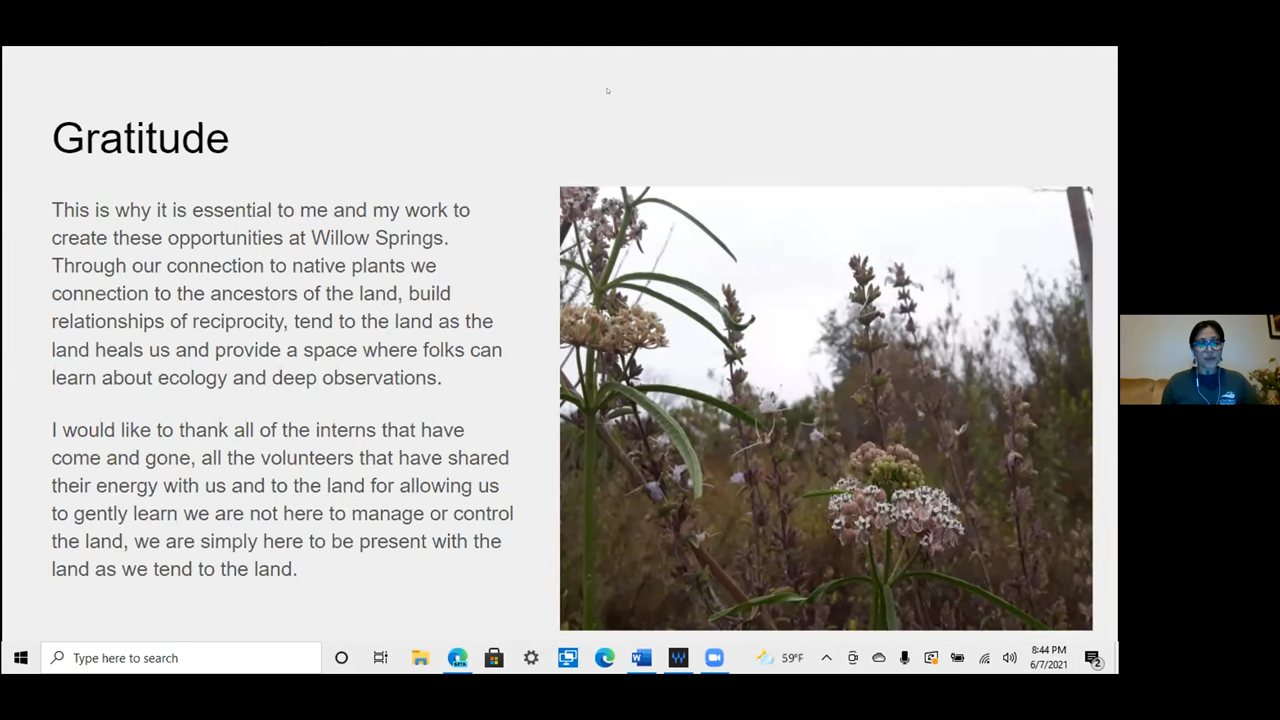 Gratitude
This is why it is essential to me and my work to
create these opportunities at Willow Springs.
Through our connection to native plants we
connection to the ancestors of the land, build
relationships of reciprocity, tend to the land as the
land heals us and provide a space where folks can
learn about ecology and deep observations.
I would like to thank all of the interns that have
come and gone, all the volunteers that have shared
their energy with us and to the land for allowing us
to gently learn we are not here to manage or control
the land, we are simply here to be present with the
land as we tend to the land.
Type here to search
BETA
W
59°F
8:44 PM
6/7/2021
2